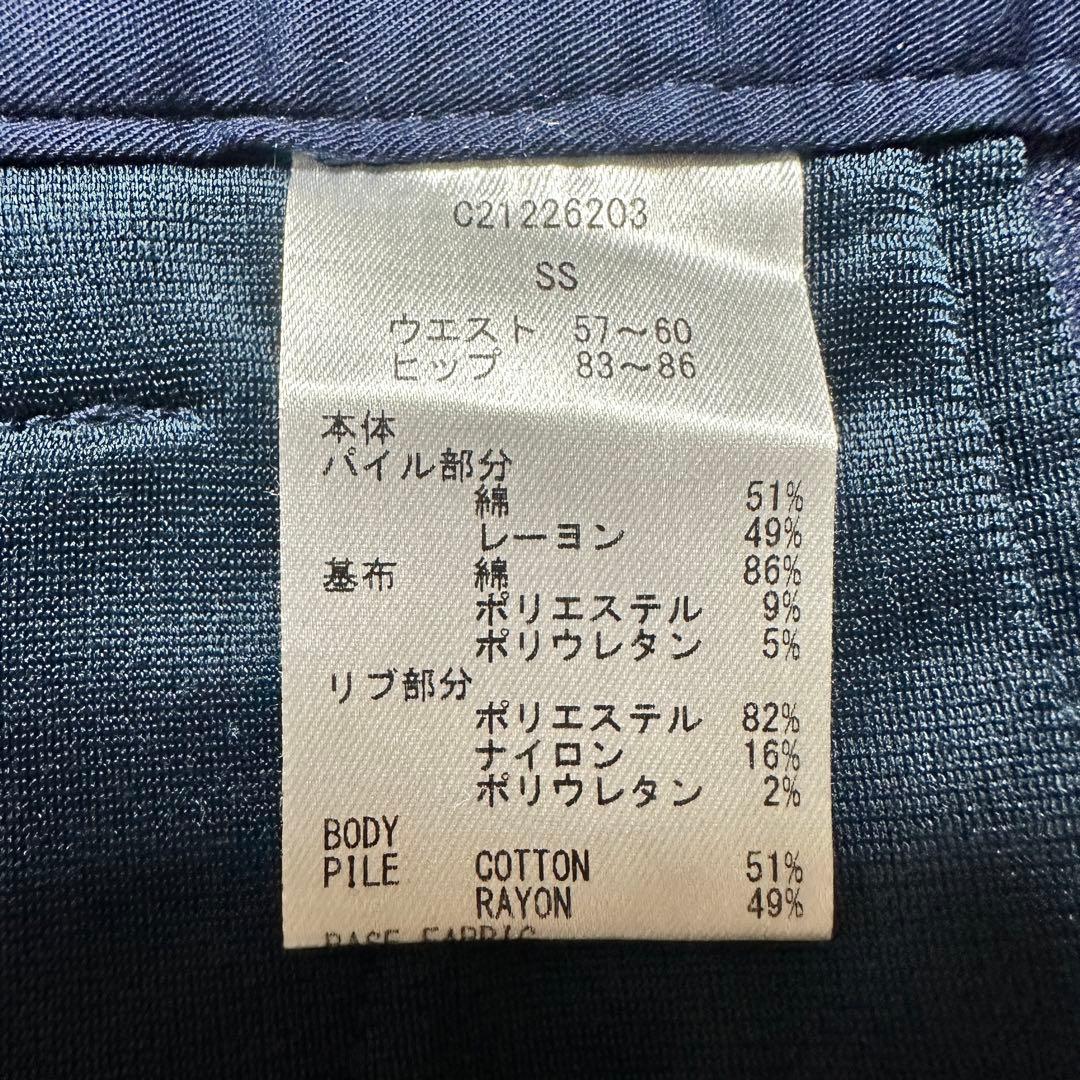 C21226203
SS
ウエスト 57～60
ヒップ 83～86
本体
パイル部分
綿 51%
レーヨン 49%
基布 綿 86%
ポリエステル 9%
ポリウレタン 5%
リブ部分
ポリエステル 82%
ナイロン 16%
ポリウレタン 2%
BODY
PILE COTTON 51%
RAYON 49%
BASE FABRIC